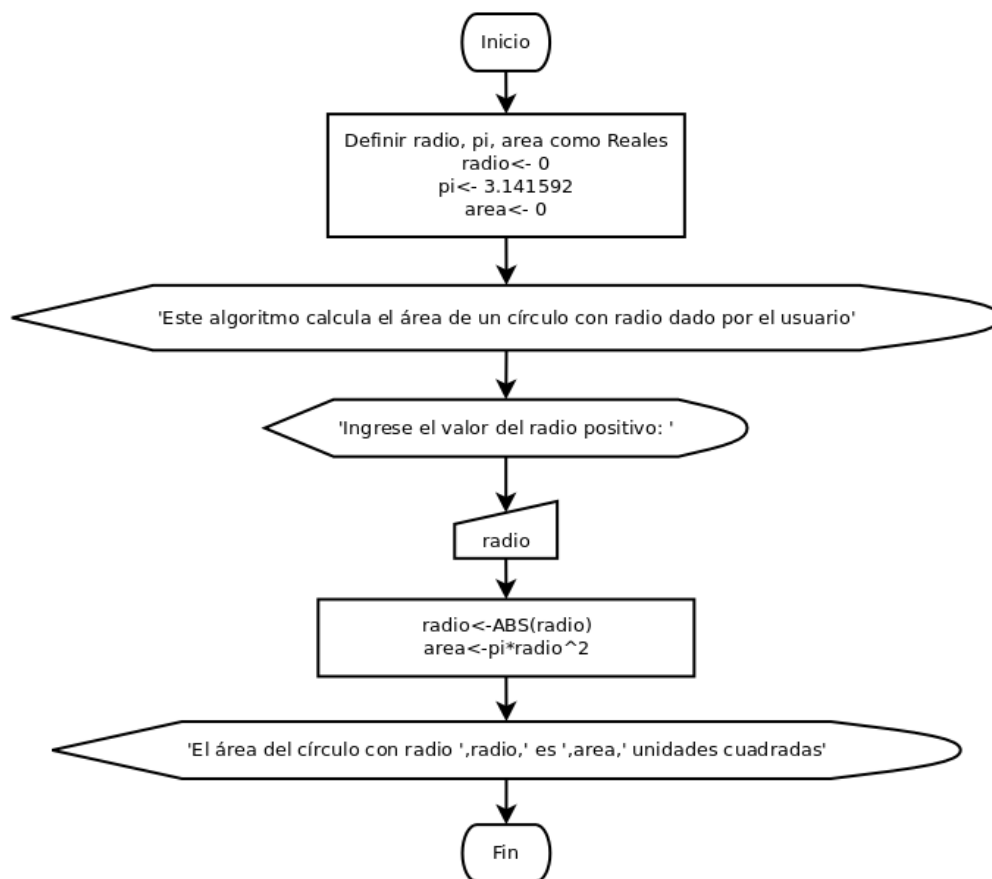 Inicio
Definir radio, pi, area como Reales
radio<- 0
pi<- 3.141592
area<- 0
'Este algoritmo calcula el área de un círculo con radio dado por el usuario'
'Ingrese el valor del radio positivo: '
radio
radio<-ABS(radio)
area<-pi*radio^2
'El área del círculo con radio ',radio,' es ',area,' unidades cuadradas'
Fin